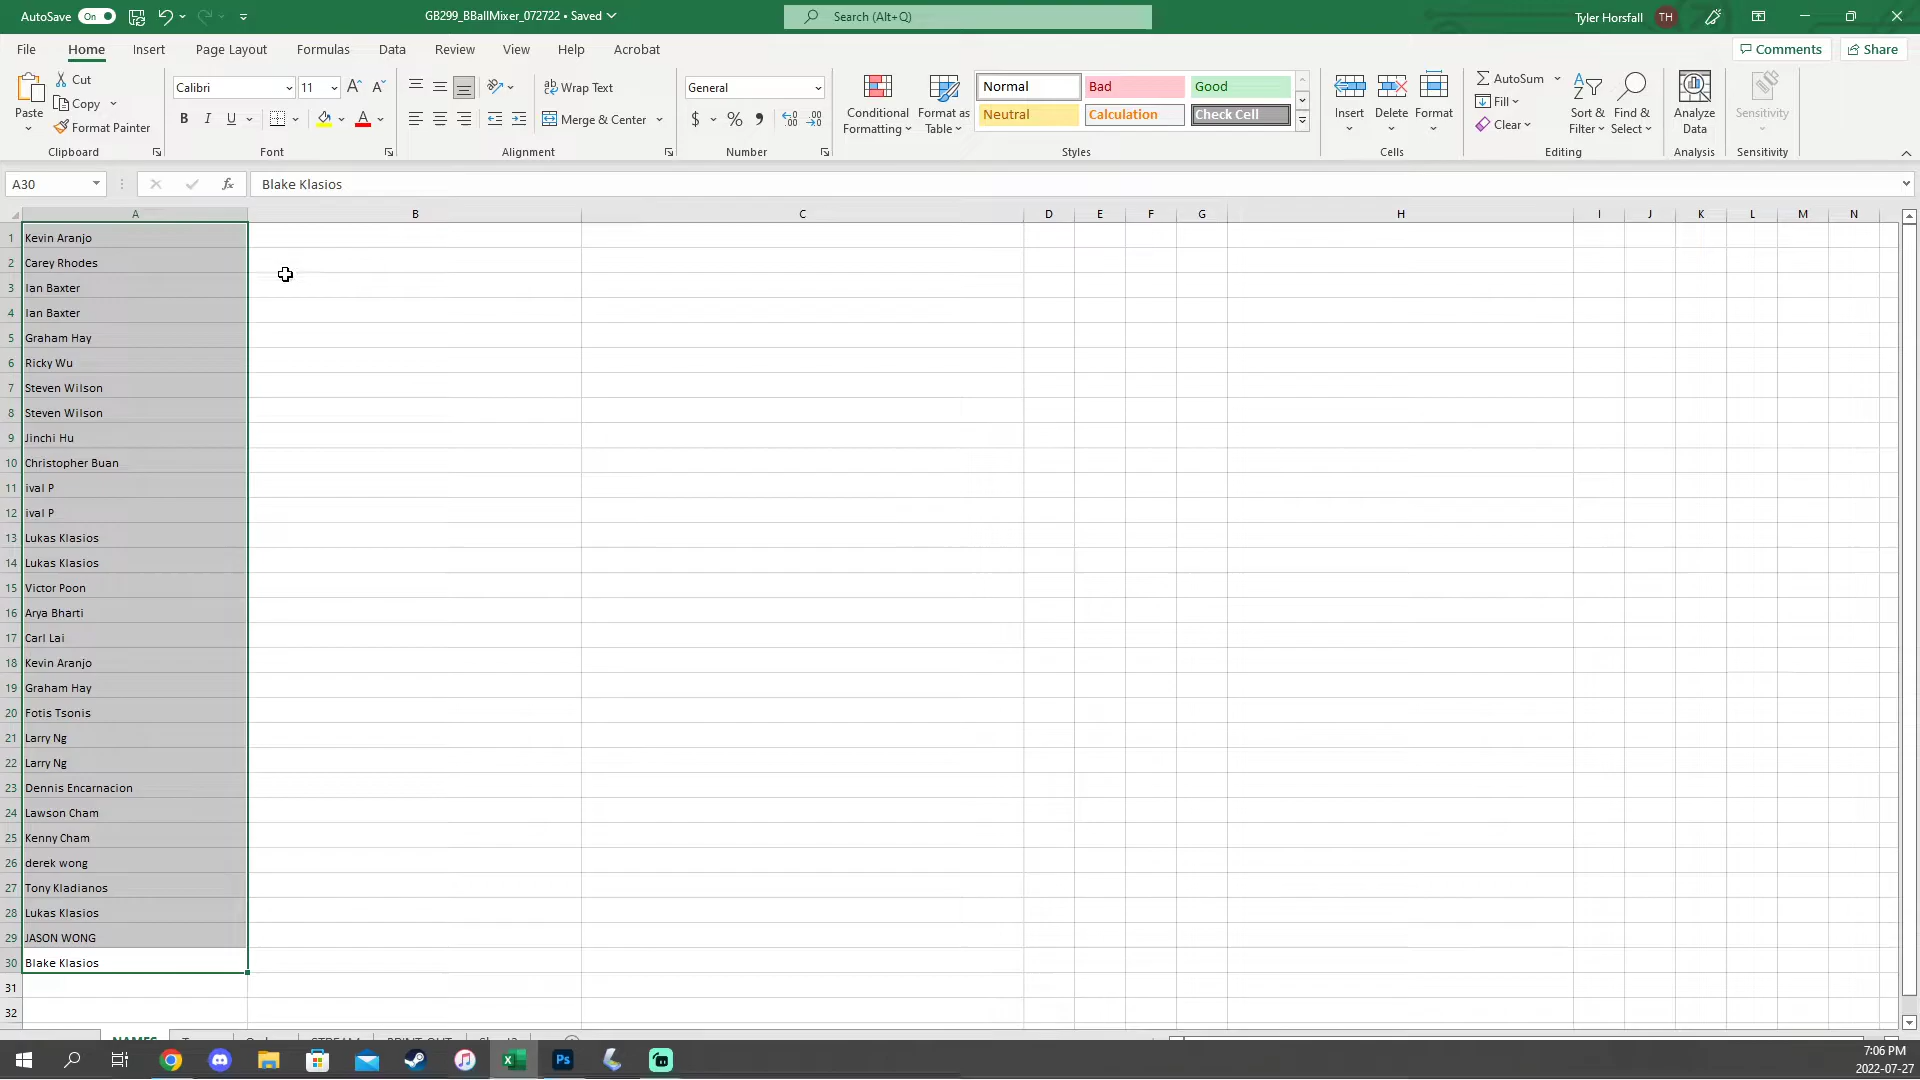 AutoSave On GB299_BBallMixer_072722 • Saved Search (Alt+Q) Tyler Horsfall TH
File Home Insert Page Layout Formulas Data Review View Help Acrobat Comments Share
Paste Cut Copy Format Painter Clipboard
Calibri 11 B I U A Font
Wrap Text Merge & Center Alignment
General $ % 9 Number
Conditional Formatting Format as Table Normal Bad Good Neutral Calculation Check Cell Styles
Insert Delete Format Cells
AutoSum Fill Clear Sort & Filter Find & Select Editing
Analyze Data Analysis Sensitivity Sensitivity
A30 fx Blake Klasios
A B C D E F G H I J K L M N
1 Kevin Aranjo
2 Carey Rhodes
3 Ian Baxter
4 Ian Baxter
5 Graham Hay
6 Ricky Wu
7 Steven Wilson
8 Steven Wilson
9 Jinchi Hu
10 Christopher Buan
11 ival P
12 ival P
13 Lukas Klasios
14 Lukas Klasios
15 Victor Poon
16 Arya Bharti
17 Carl Lai
18 Kevin Aranjo
19 Graham Hay
20 Fotis Tsonis
21 Larry Ng
22 Larry Ng
23 Dennis Encarnacion
24 Lawson Cham
25 Kenny Cham
26 derek wong
27 Tony Kladianos
28 Lukas Klasios
29 JASON WONG
30 Blake Klasios
31
32
NAMES
Ps 7:06 PM
2022-07-27